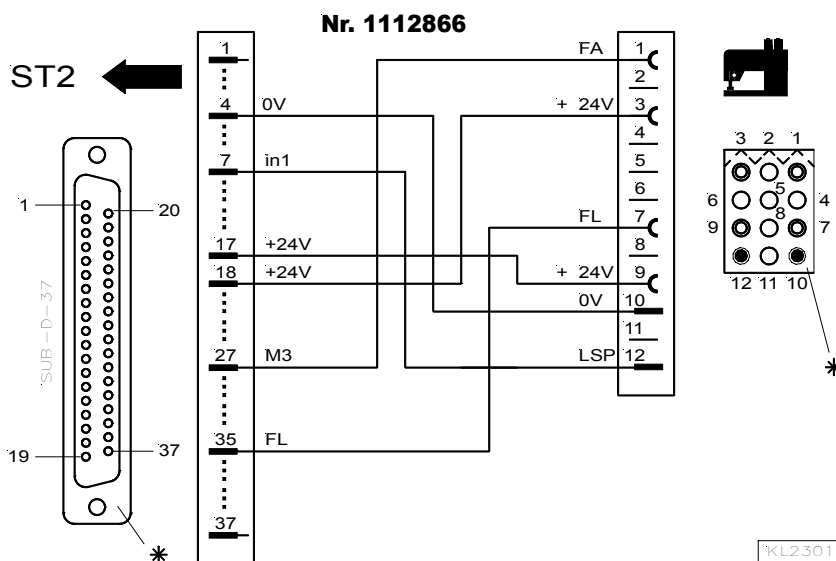 Nr. 1112866
ST2
1
4 0V
7 in1
17 +24V
18 +24V
27 M3
35 FL
37
1
20
19
37
SUB-D-37
FA 1
2
+ 24V 3
4
5
6
FL 7
8
+ 24V 9
0V 10
11
LSP 12
3 2 1
6 5 4
9 8 7
12 11 10
*
*
KL2301